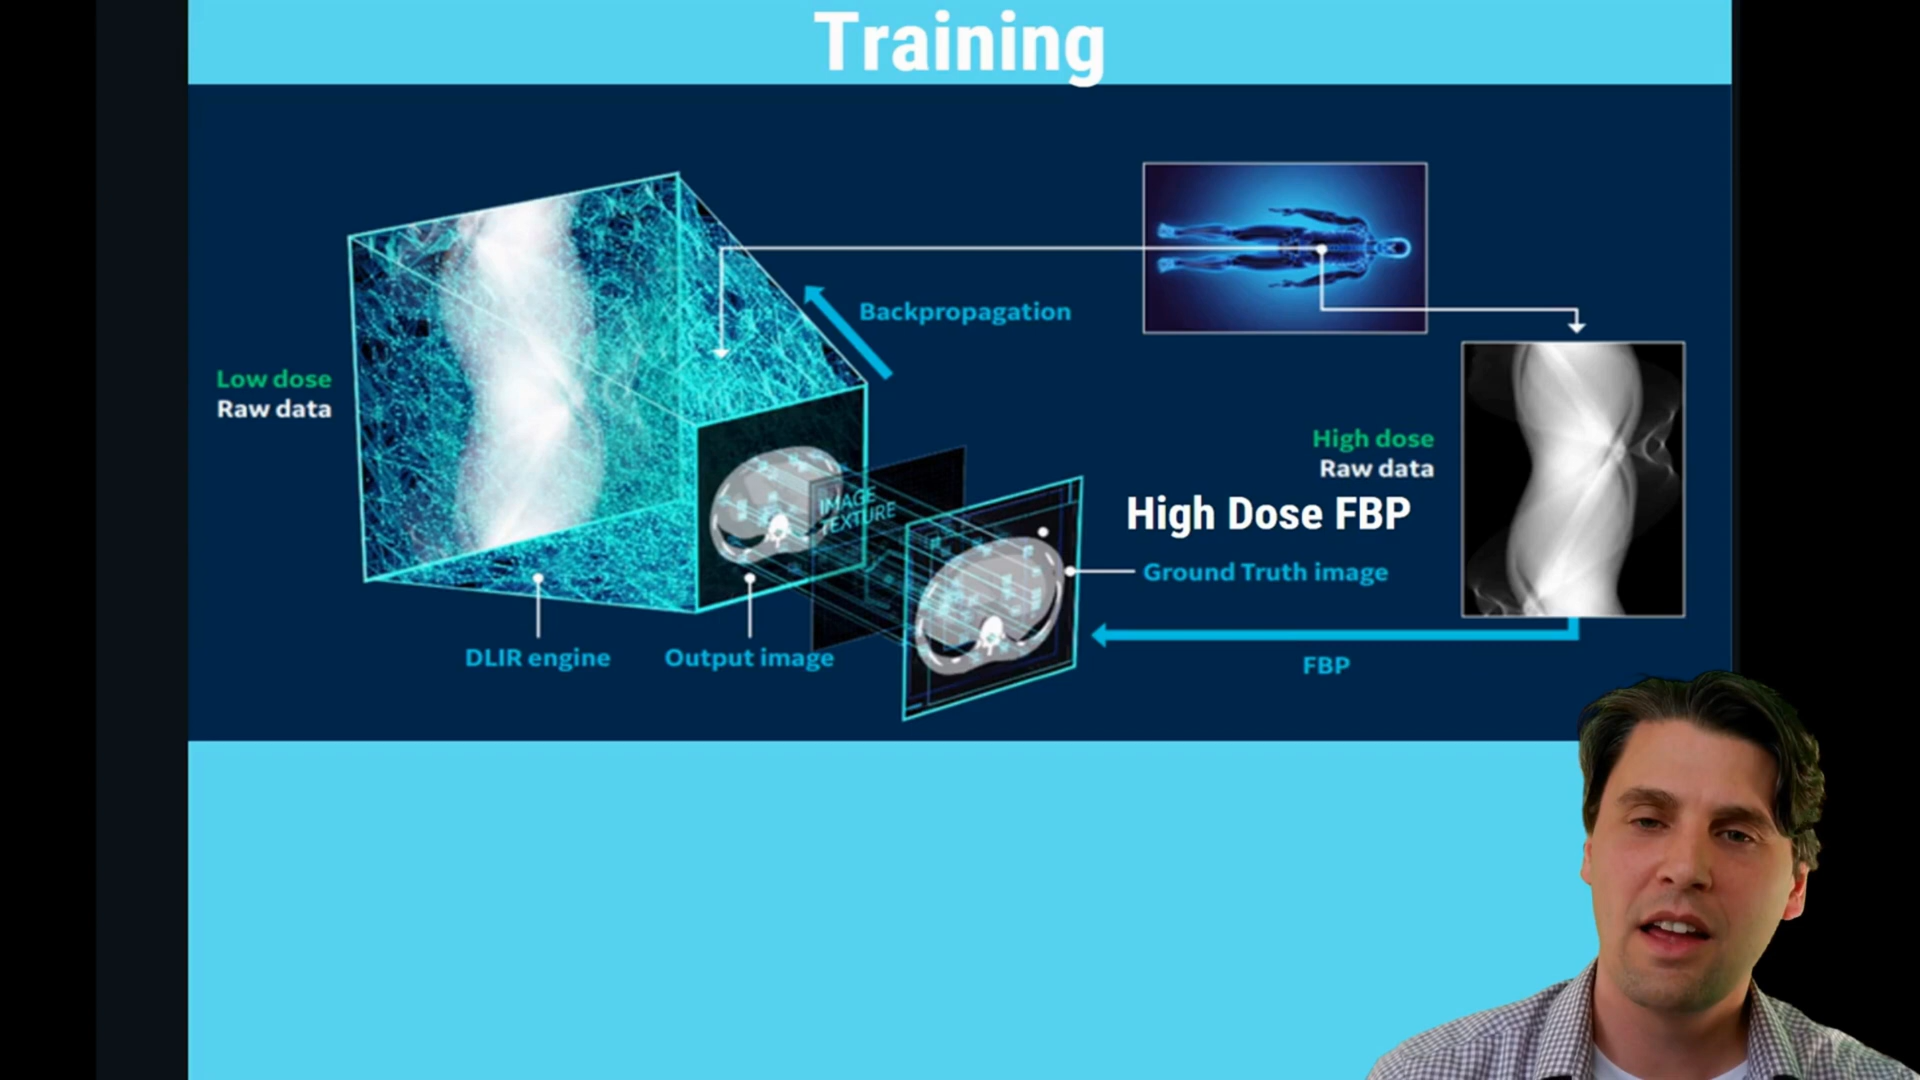 Training
Backpropagation
Low dose
Raw data
High dose
Raw data
IMAGE
TEXTURE
High Dose FBP
Ground Truth image
DLIR engine
Output image
FBP